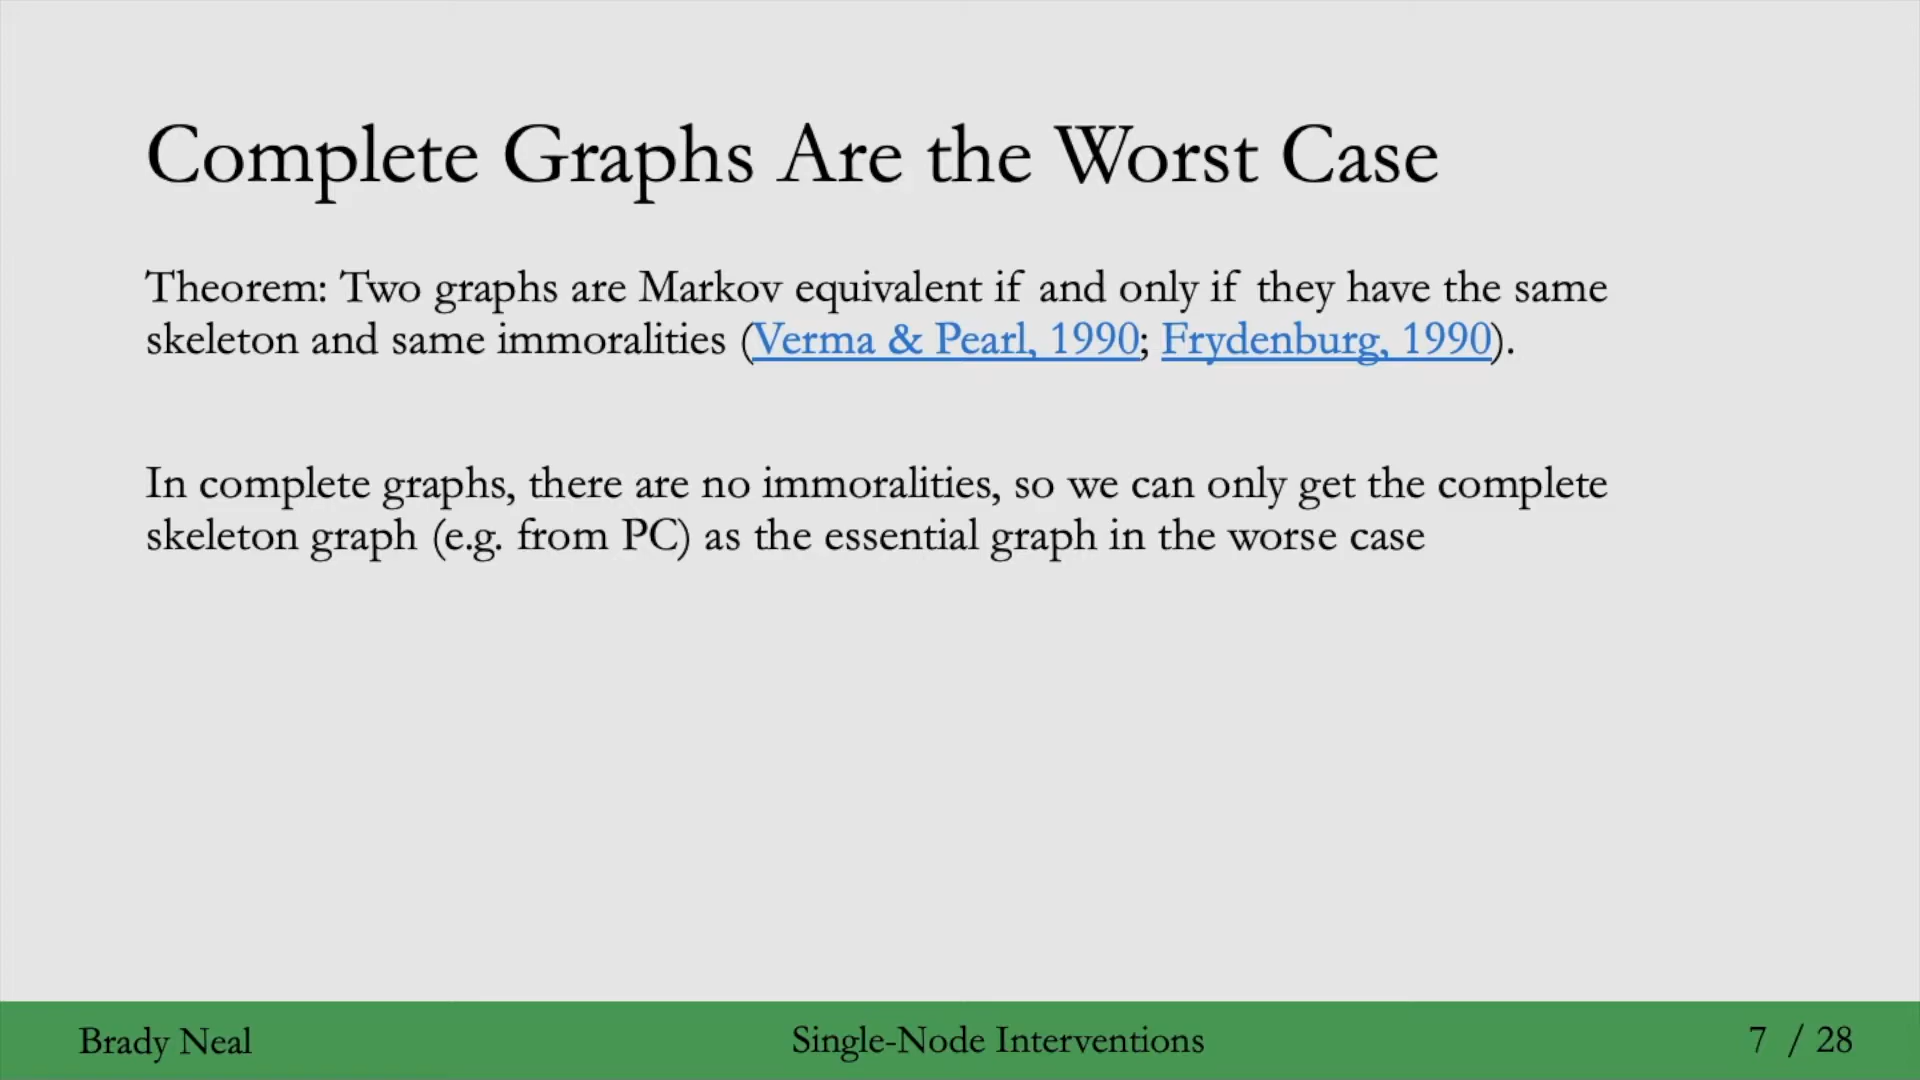 Complete Graphs Are the Worst Case
Theorem: Two graphs are Markov equivalent if and only if they have the same
skeleton and same immoralities (Verma & Pearl, 1990; Frydenburg, 1990).
In complete graphs, there are no immoralities, so we can only get the complete
skeleton graph (e.g. from PC) as the essential graph in the worse case
Brady Neal
Single-Node Interventions
7 / 28